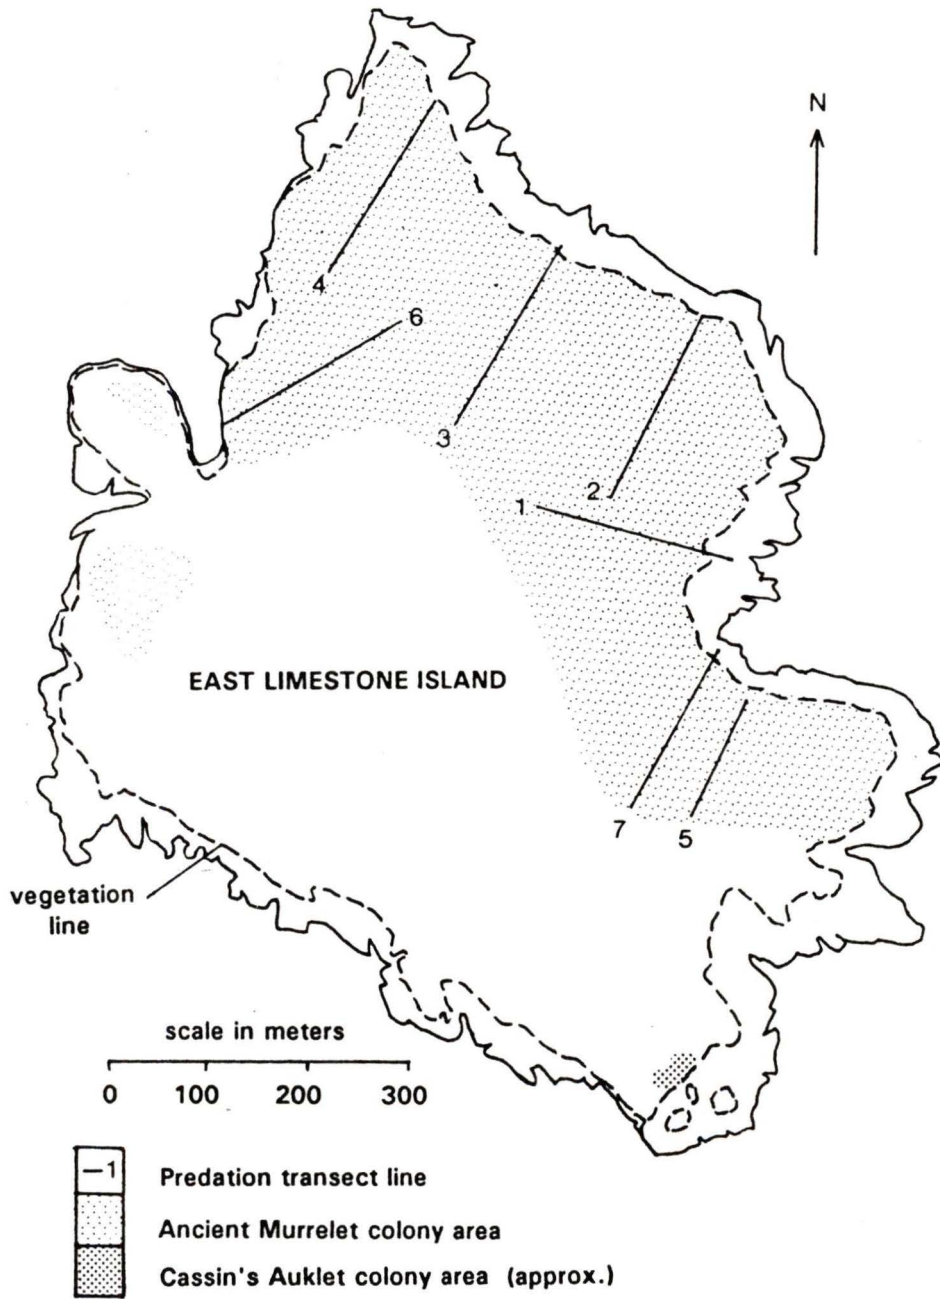 N
4
6
3
2
1
EAST LIMESTONE ISLAND
7
5
vegetation
line
scale in meters
0 100 200 300
—1 Predation transect line
Ancient Murrelet colony area
Cassin's Auklet colony area (approx.)